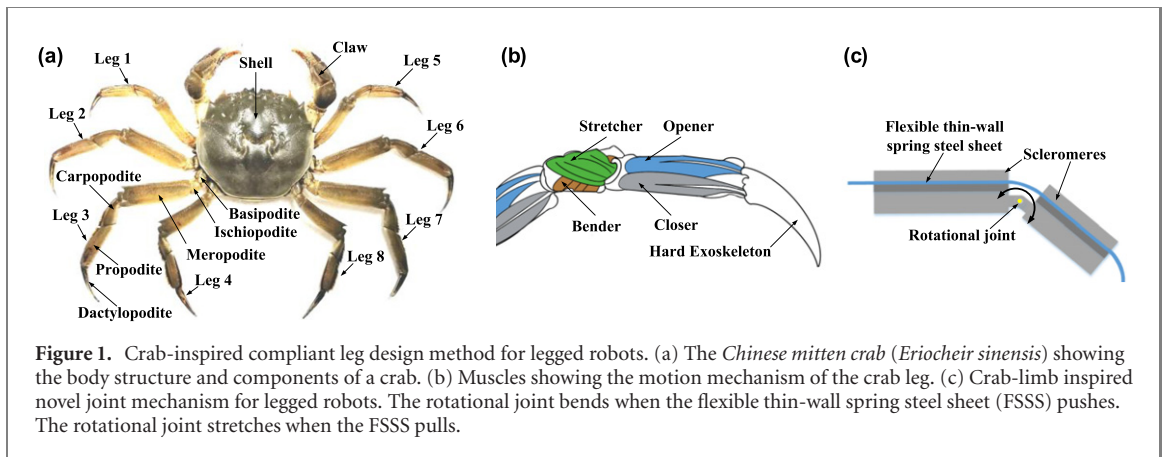 (a)
Leg 1
Claw
Shell
Leg 5
Leg 2
Leg 6
Carpopodite
Leg 3
Basipodite
Ischiopodite
Leg 7
Meropodite
Propodite
Leg 8
Leg 4
Dactylopodite
(b)
Stretcher
Opener
Bender
Closer
Hard Exoskeleton
(c)
Flexible thin-wall
spring steel sheet
Scleromeres
Rotational joint
Figure 1. Crab-inspired compliant leg design method for legged robots. (a) The Chinese mitten crab (Eriocheir sinensis) showing
the body structure and components of a crab. (b) Muscles showing the motion mechanism of the crab leg. (c) Crab-limb inspired
novel joint mechanism for legged robots. The rotational joint bends when the flexible thin-wall spring steel sheet (FSSS) pushes.
The rotational joint stretches when the FSSS pulls.